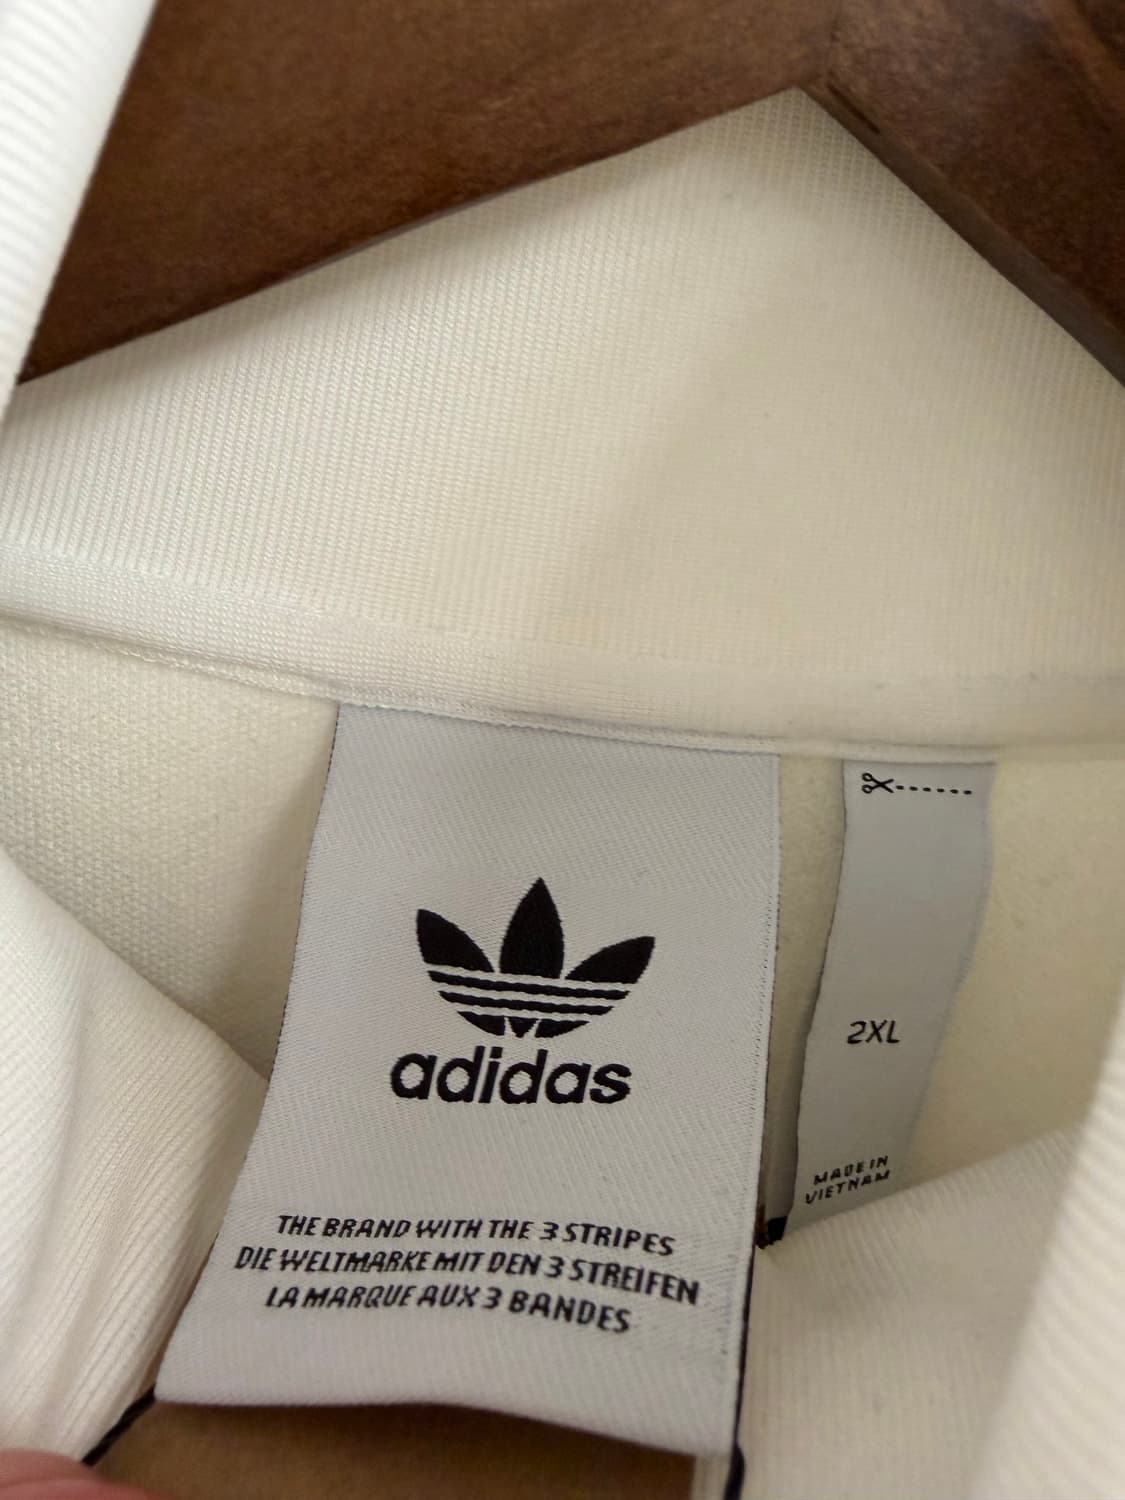 adidas
THE BRAND WITH THE 3 STRIPES
DIE WELTMARKE MIT DEN 3 STREIFEN
LA MARQUE AUX 3 BANDES
2XL
MADE IN
VIETNAM